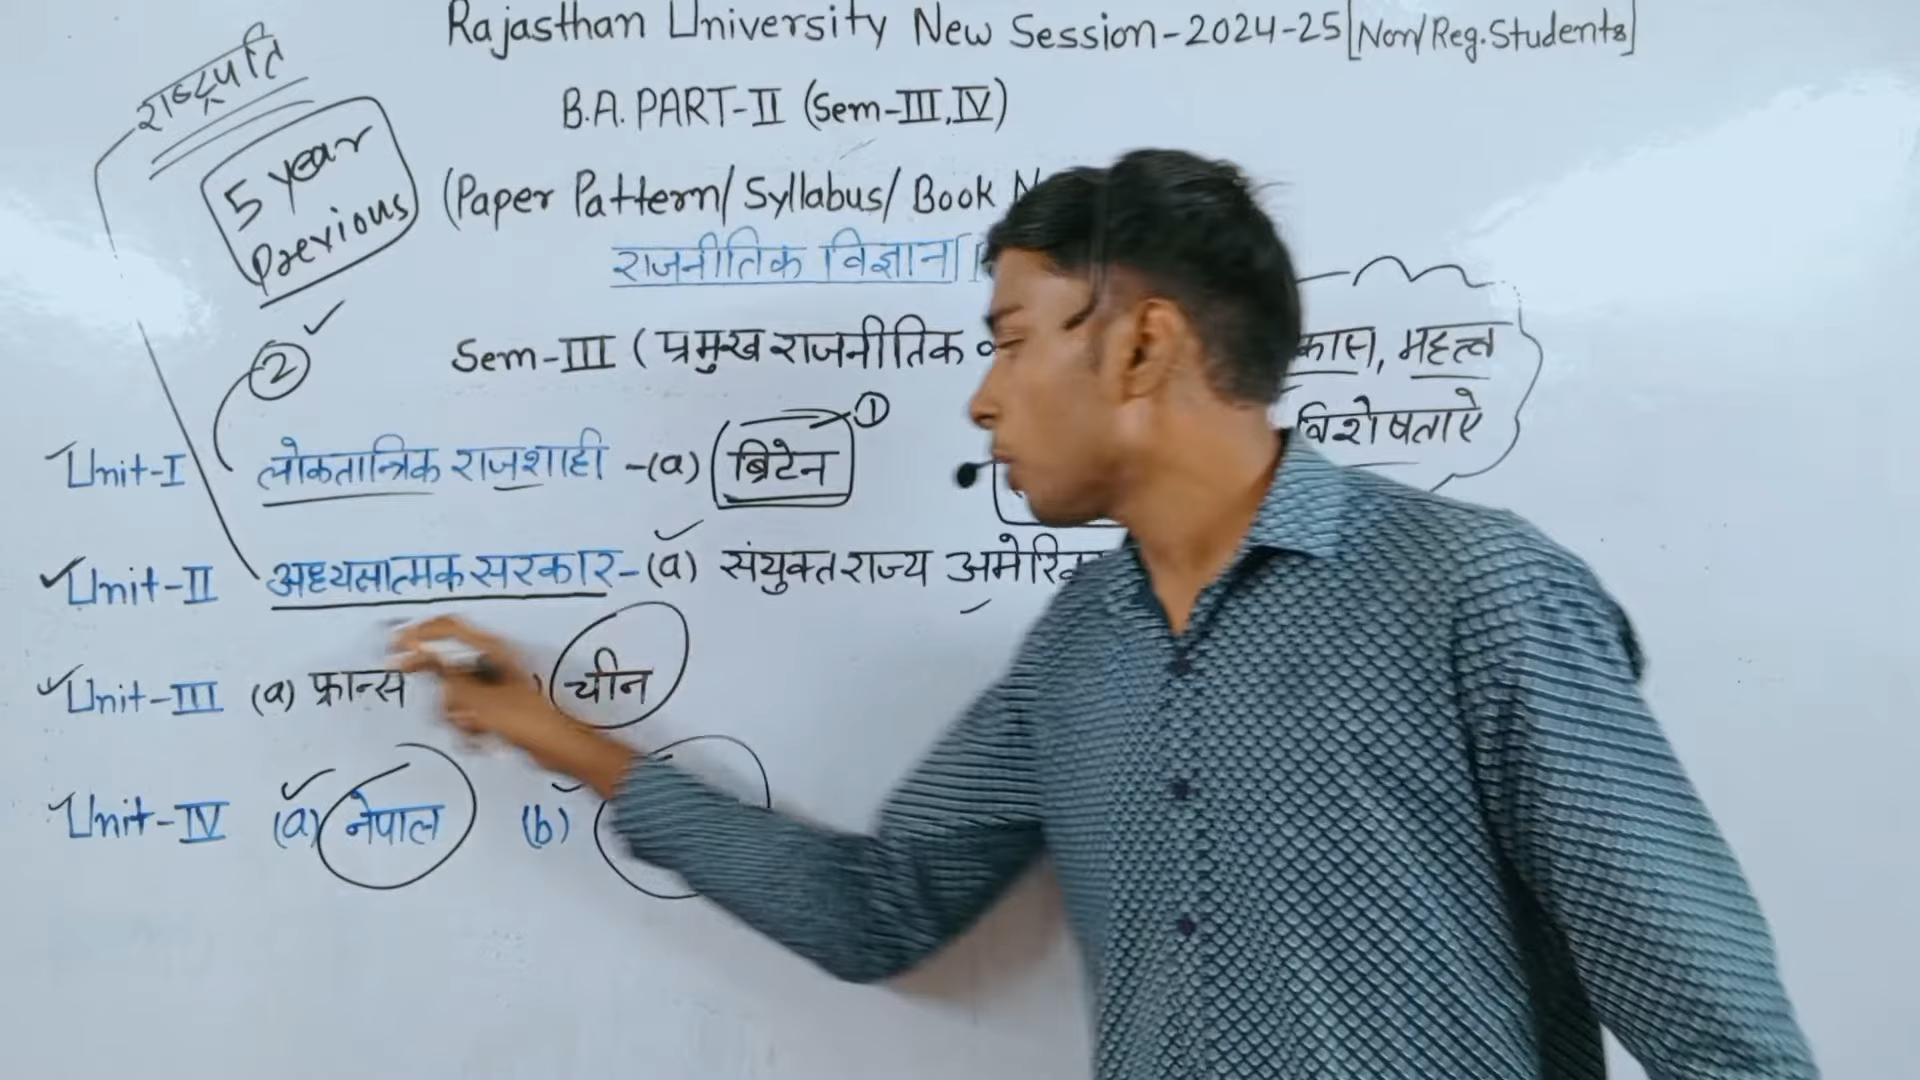 Rajasthan University New Session-2024-25 [Non/Reg. Students]
राष्ट्रपति
B.A. PART-II (Sem-III, IV)
5 year
Previous
(Paper Pattern/ Syllabus/ Book
राजनीतिक विज्ञान
②
Sem-III ( प्रमुख राजनीतिक
महत्त्व
विशेषताऐ
①
Unit-I लोकतान्त्रिक राजशाही -(a) ब्रिटेन
Unit-II अध्यक्षात्मक सरकार -(a) संयुक्त राज्य
Unit-III (a) फ्रान्स चीन
Unit-IV (a) नेपाल (b)